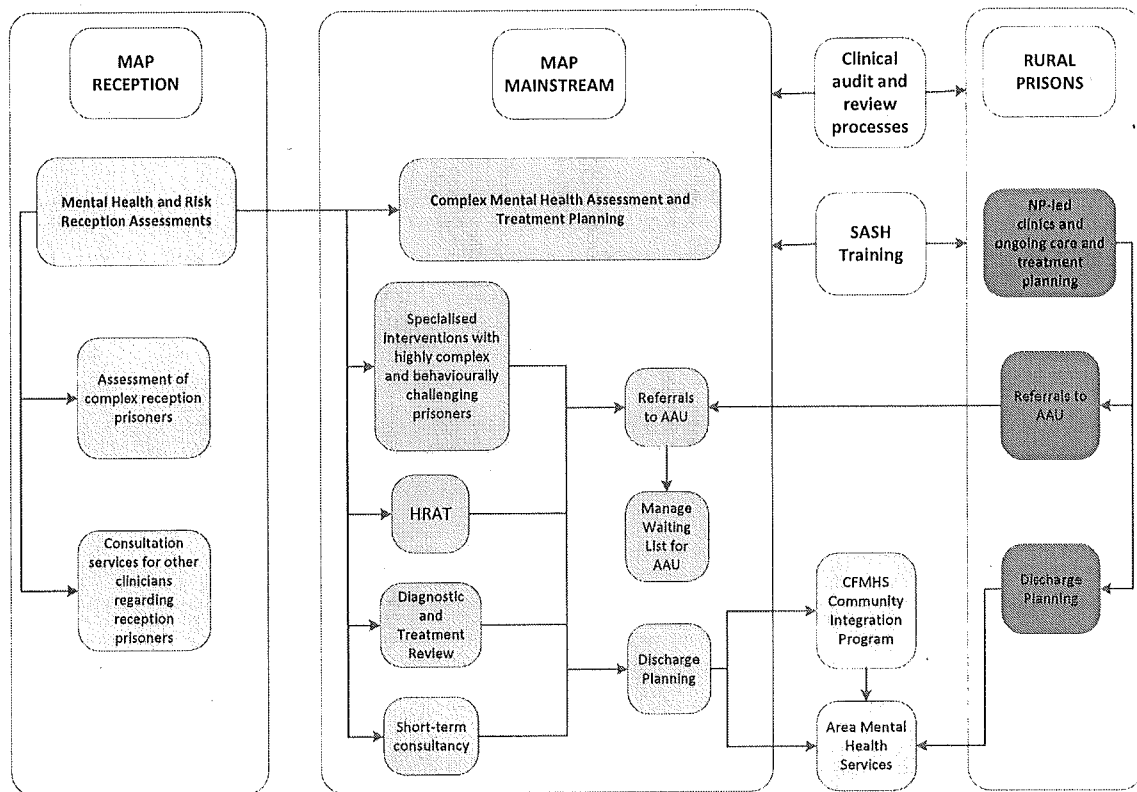 MAP
RECEPTION
Mental Health and Risk
Reception Assessments
Assessment of
complex reception
prisoners
Consultation
services for other
clinicians
regarding
reception
prisoners
MAP
MAINSTREAM
Complex Mental Health Assessment and
Treatment Planning
Specialised
interventions with
highly complex
and behaviourally
challenging
prisoners
HRAT
Diagnostic
and
Treatment
Review
Short-term
consultancy
Referrals
to AAU
Manage
Waiting
List for
AAU
Discharge
Planning
Clinical
audit and
review
processes
SASH
Training
CFMHS
Community
Integration
Program
Area Mental
Health
Services
RURAL
PRISONS
NP-led
clinics and
ongoing care and
treatment
planning
Referrals to
AAU
Discharge
Planning